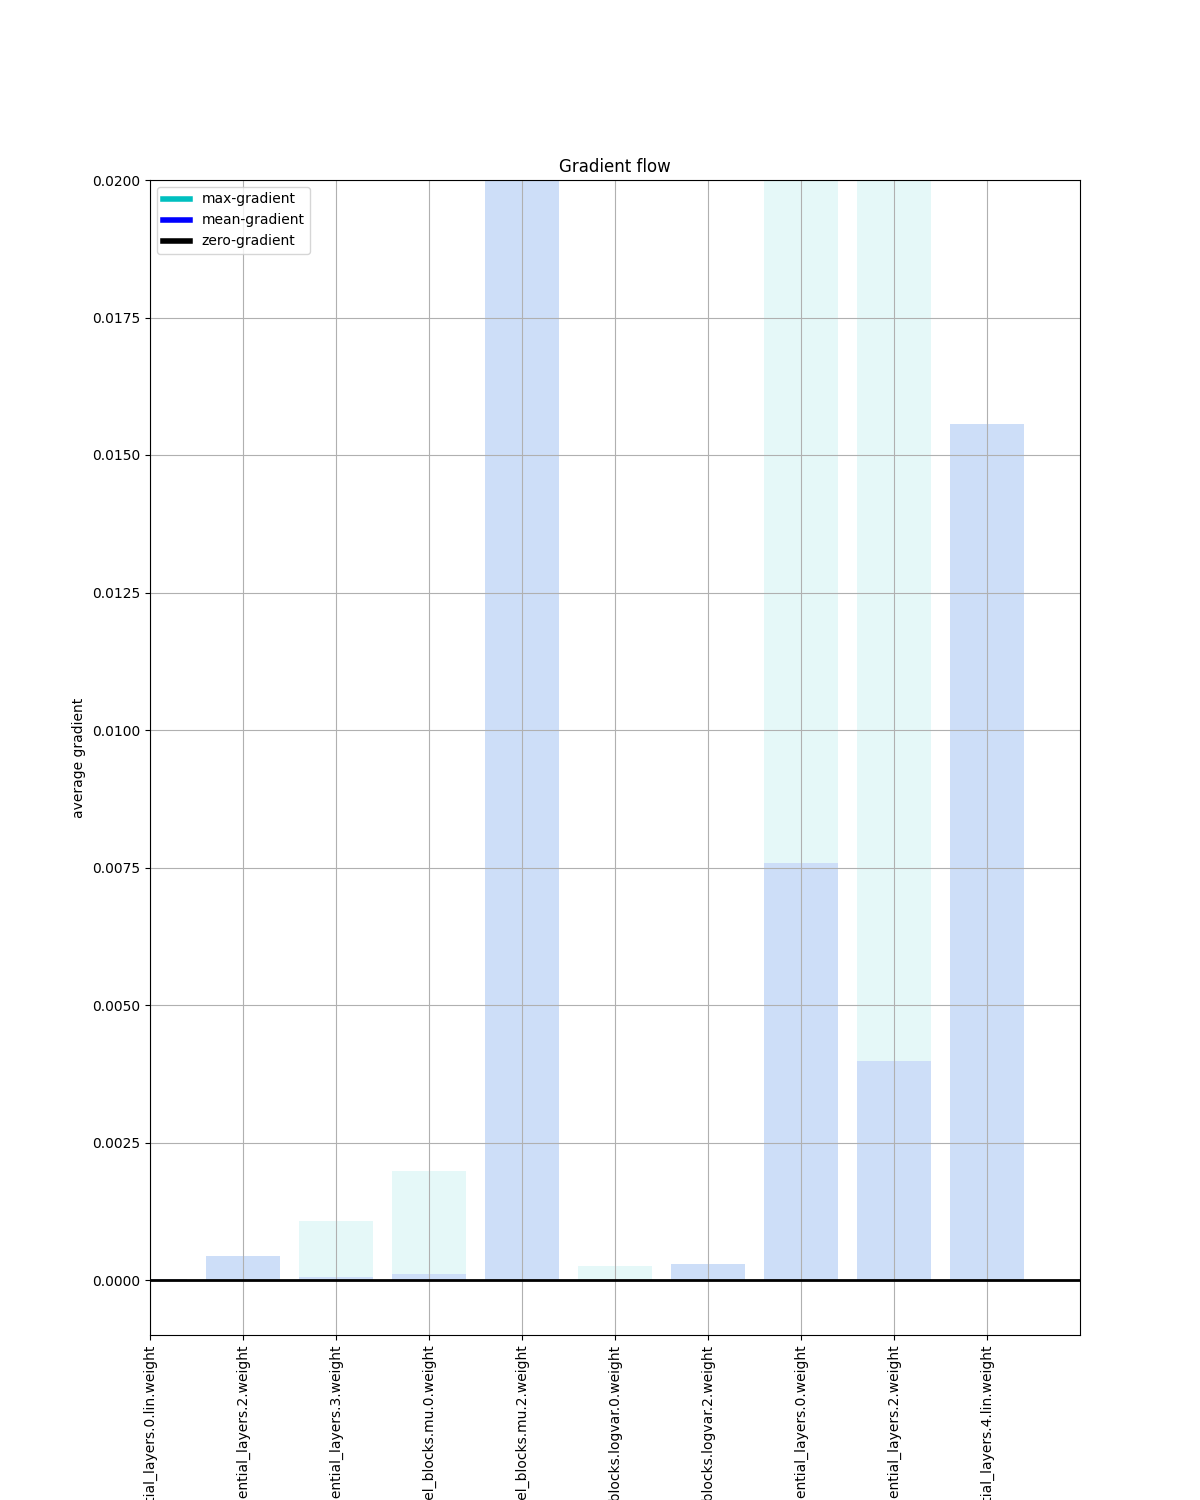 Gradient flow
max-gradient
mean-gradient
zero-gradient
0.0200
0.0175
0.0150
0.0125
0.0100
0.0075
0.0050
0.0025
0.0000
average gradient
tial_layers.0.lin.weight
ential_layers.2.weight
ential_layers.3.weight
el_blocks.mu.0.weight
el_blocks.mu.2.weight
blocks.logvar.0.weight
blocks.logvar.2.weight
ential_layers.0.weight
ential_layers.2.weight
tial_layers.4.lin.weight